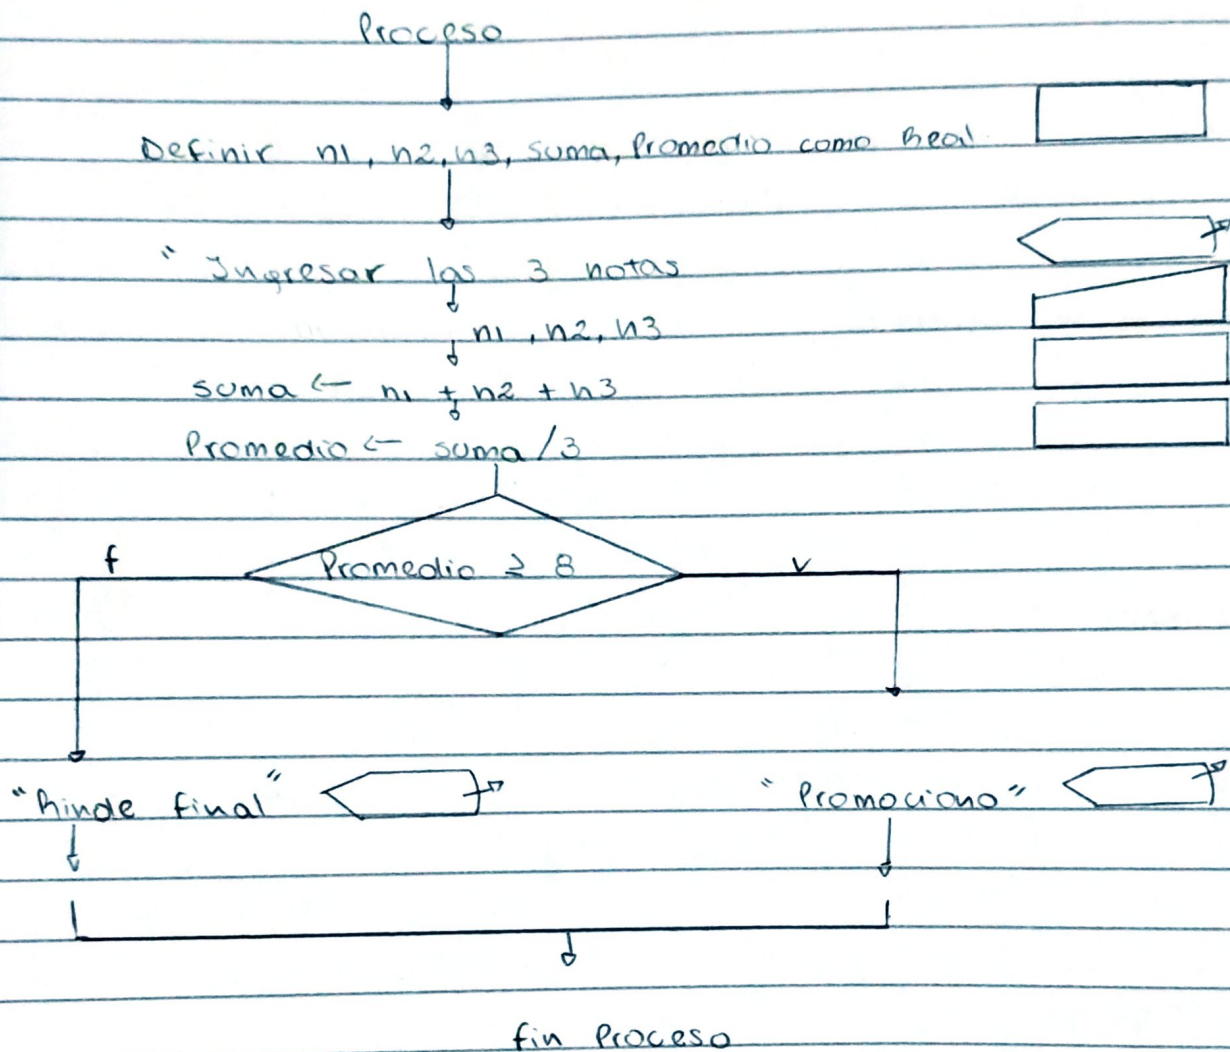 Proceso
Definir n1, n2, n3, suma, Promedio como Real
" Ingresar las 3 notas
n1, n2, n3
suma ← n1 + n2 + n3
Promedio ← suma /3
f
Promedio ≥ 8
v
"Rinde final"
"Promociono"
fin Proceso